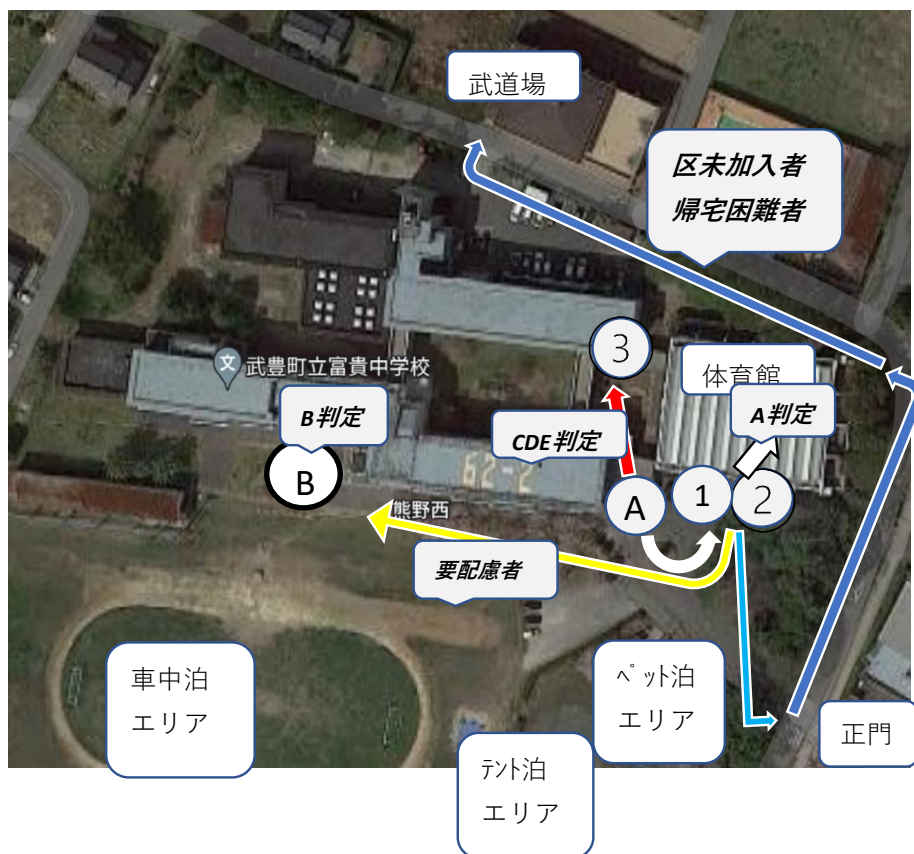 武道場
区未加入者
帰宅困難者
3
体育館
武豊町立富貴中学校
文
B判定
A判定
CDE判定
62-2
B
A
1
2
熊野西
要配慮者
車中泊
エリア
ペット泊
エリア
正門
テント泊
エリア